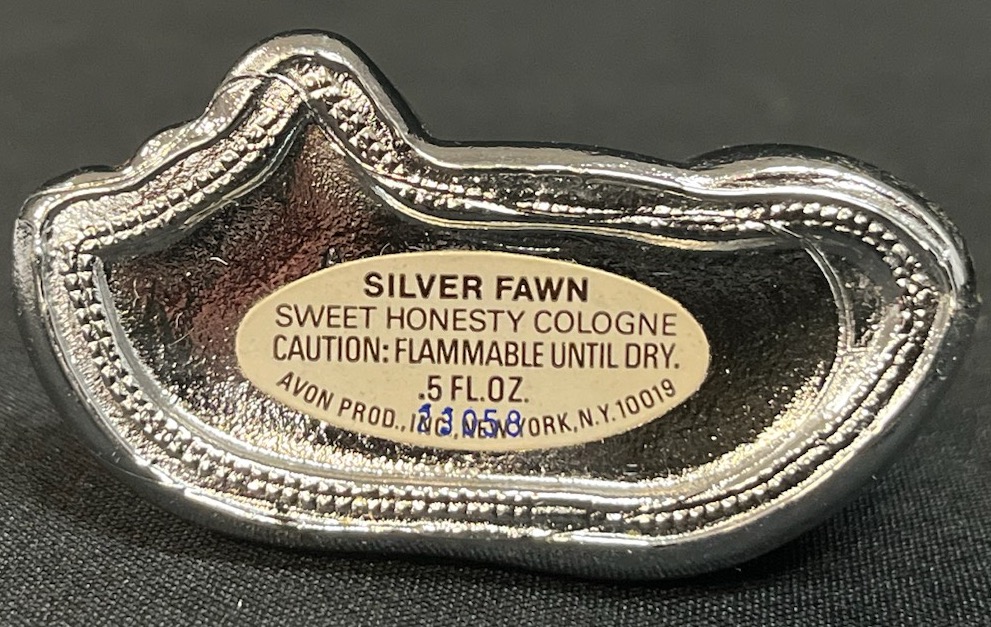 SILVER FAWN
SWEET HONESTY COLOGNE
CAUTION: FLAMMABLE UNTIL DRY.
.5 FL.OZ.
AVON PROD., INC., NEW YORK, N.Y. 10019